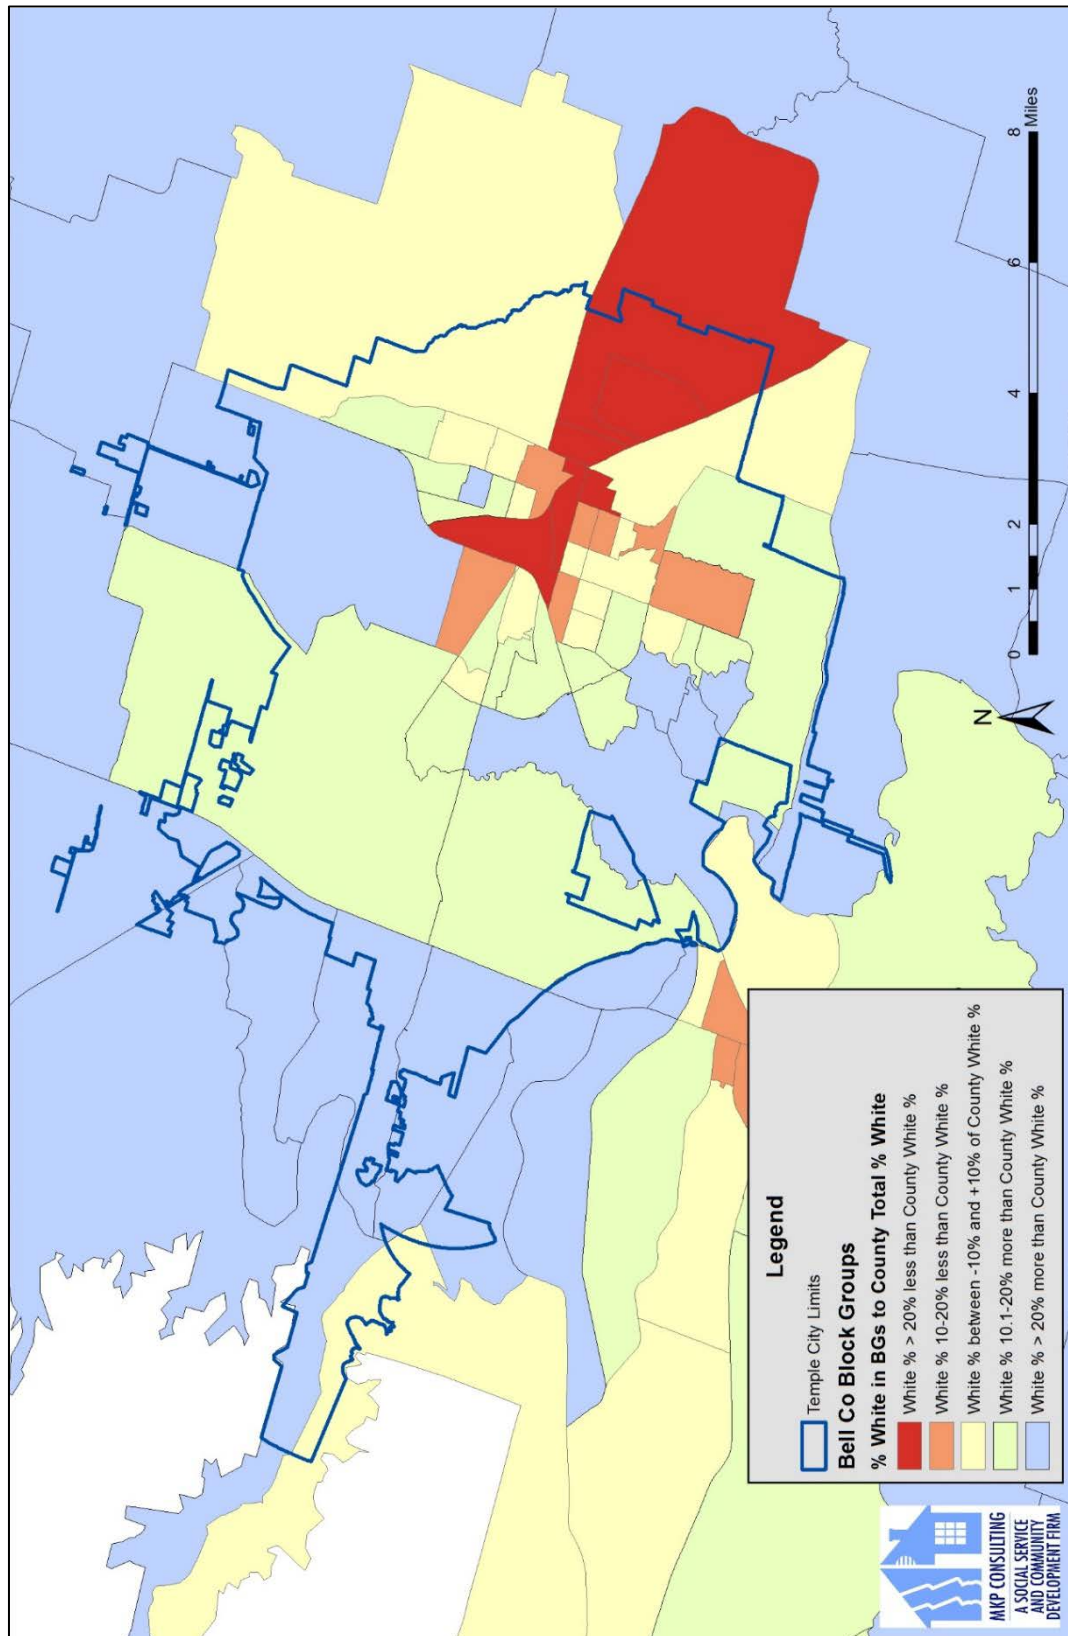 8
Miles
6
4
2
1
0
N
Legend
Temple City Limits
Bell Co Block Groups
% White in BGs to County Total % White
White % > 20% less than County White %
White % 10-20% less than County White %
White % between -10% and +10% of County White %
White % 10.1-20% more than County White %
White % > 20% more than County White %
MKP CONSULTING
A SOCIAL SERVICE
AND COMMUNITY
DEVELOPMENT FIRM